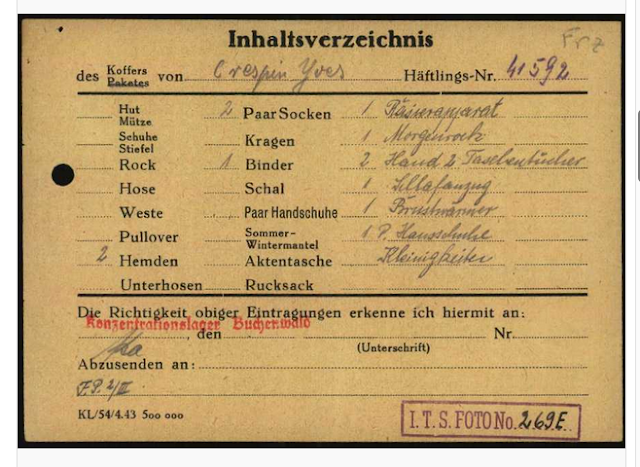 Frz
Inhaltsverzeichnis
des Koffers Paketes von Crespin Yves Häftlings-Nr. 41592
Hut Mütze 2 Paar Socken 1 Rasierapparat
Schuhe Stiefel Kragen 1 Morgenrock
Rock 1 Binder 2 Hand 2 Taschentücher
Hose Schal 1 Schlafanzug
Weste Paar Handschuhe 1 Brustwärmer
Pullover Sommer- Wintermantel 1 P. Hausschuhe
2 Hemden Aktentasche Kleinigkeiten
Unterhosen Rucksack
Die Richtigkeit obiger Eintragungen erkenne ich hiermit an:
Konzentrationslager Buchenwald
, den Nr.
(Unterschrift)
Abzusenden an:
F.P. 2/III
KL/54/4.43 500 000
I.T.S. FOTO No. 269E